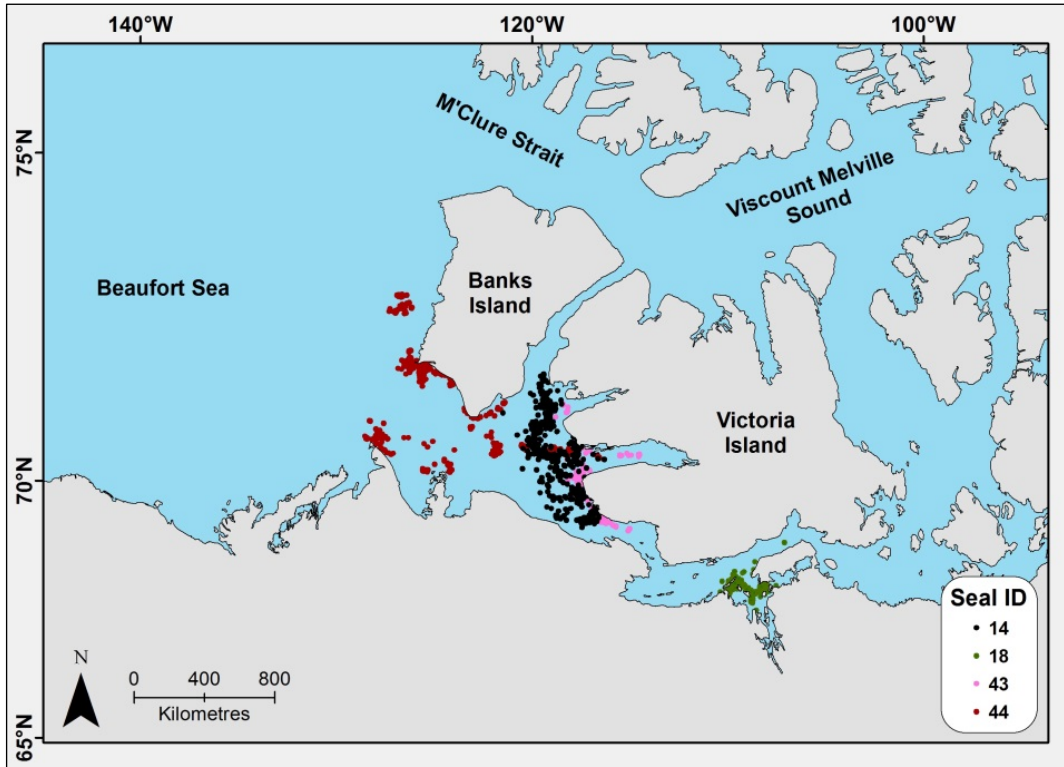 140°W
120°W
100°W
75°N
M'Clure Strait
Viscount Melville
Sound
Beaufort Sea
Banks
Island
Victoria
Island
70°N
Seal ID
14
18
43
44
N
0 400 800
Kilometres
65°N